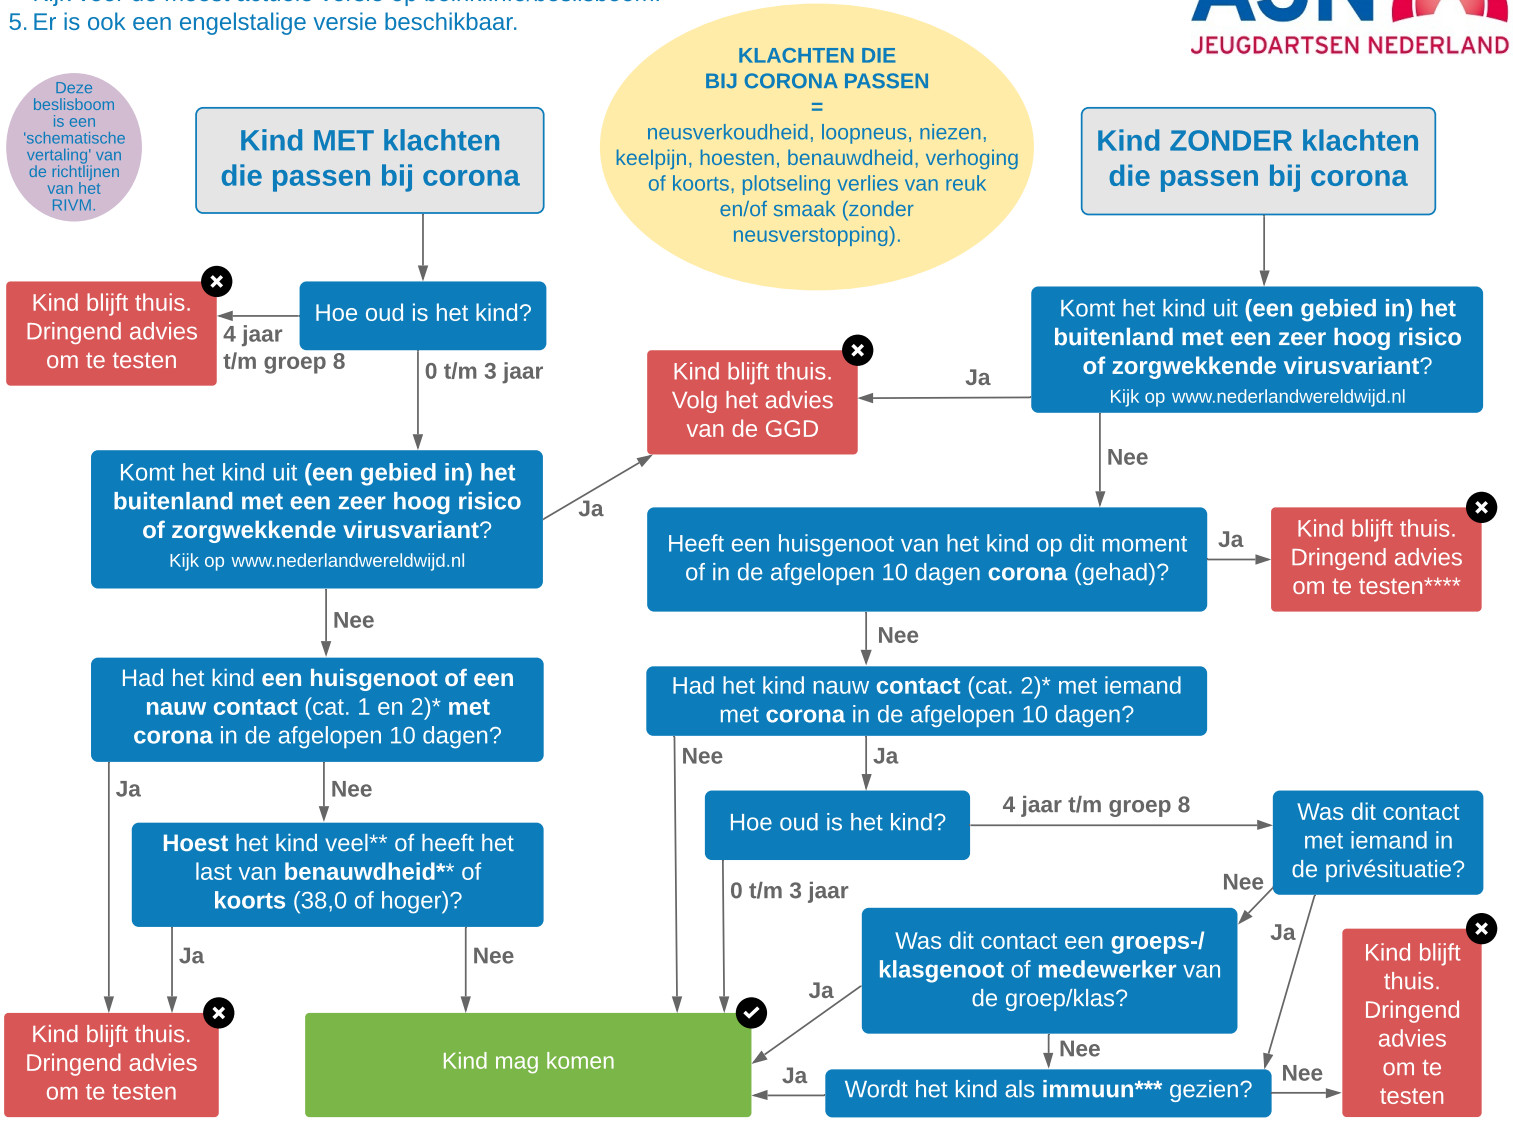 5. Er is ook een engelstalige versie beschikbaar.
JEUGDARTSEN NEDERLAND
Deze
beslisboom
is een
'schematische
vertaling' van
de richtlijnen
van het
RIVM.
Kind MET klachten
die passen bij corona
KLACHTEN DIE
BIJ CORONA PASSEN
=
neusverkoudheid, loopneus, niezen,
keelpijn, hoesten, benauwdheid, verhoging
of koorts, plotseling verlies van reuk
en/of smaak (zonder
neusverstopping).
Kind ZONDER klachten
die passen bij corona
Kind blijft thuis.
Dringend advies
om te testen
4 jaar
t/m groep 8
Hoe oud is het kind?
0 t/m 3 jaar
Kind blijft thuis.
Volg het advies
van de GGD
Ja
Komt het kind uit (een gebied in) het
buitenland met een zeer hoog risico
of zorgwekkende virusvariant?
Kijk op www.nederlandwereldwijd.nl
Nee
Komt het kind uit (een gebied in) het
buitenland met een zeer hoog risico
of zorgwekkende virusvariant?
Kijk op www.nederlandwereldwijd.nl
Ja
Nee
Heeft een huisgenoot van het kind op dit moment
of in de afgelopen 10 dagen corona (gehad)?
Ja
Kind blijft thuis.
Dringend advies
om te testen****
Nee
Had het kind een huisgenoot of een
nauw contact (cat. 1 en 2)* met
corona in de afgelopen 10 dagen?
Ja
Nee
Had het kind nauw contact (cat. 2)* met iemand
met corona in de afgelopen 10 dagen?
Nee
Ja
Hoest het kind veel** of heeft het
last van benauwdheid** of
koorts (38,0 of hoger)?
Ja
Nee
Hoe oud is het kind?
4 jaar t/m groep 8
0 t/m 3 jaar
Was dit contact
met iemand in
de privésituatie?
Nee
Ja
Was dit contact een groeps-/
klasgenoot of medewerker van
de groep/klas?
Ja
Nee
Kind blijft thuis.
Dringend advies
om te testen
Kind mag komen
Ja
Wordt het kind als immuun*** gezien?
Nee
Kind blijft
thuis.
Dringend
advies
om te
testen